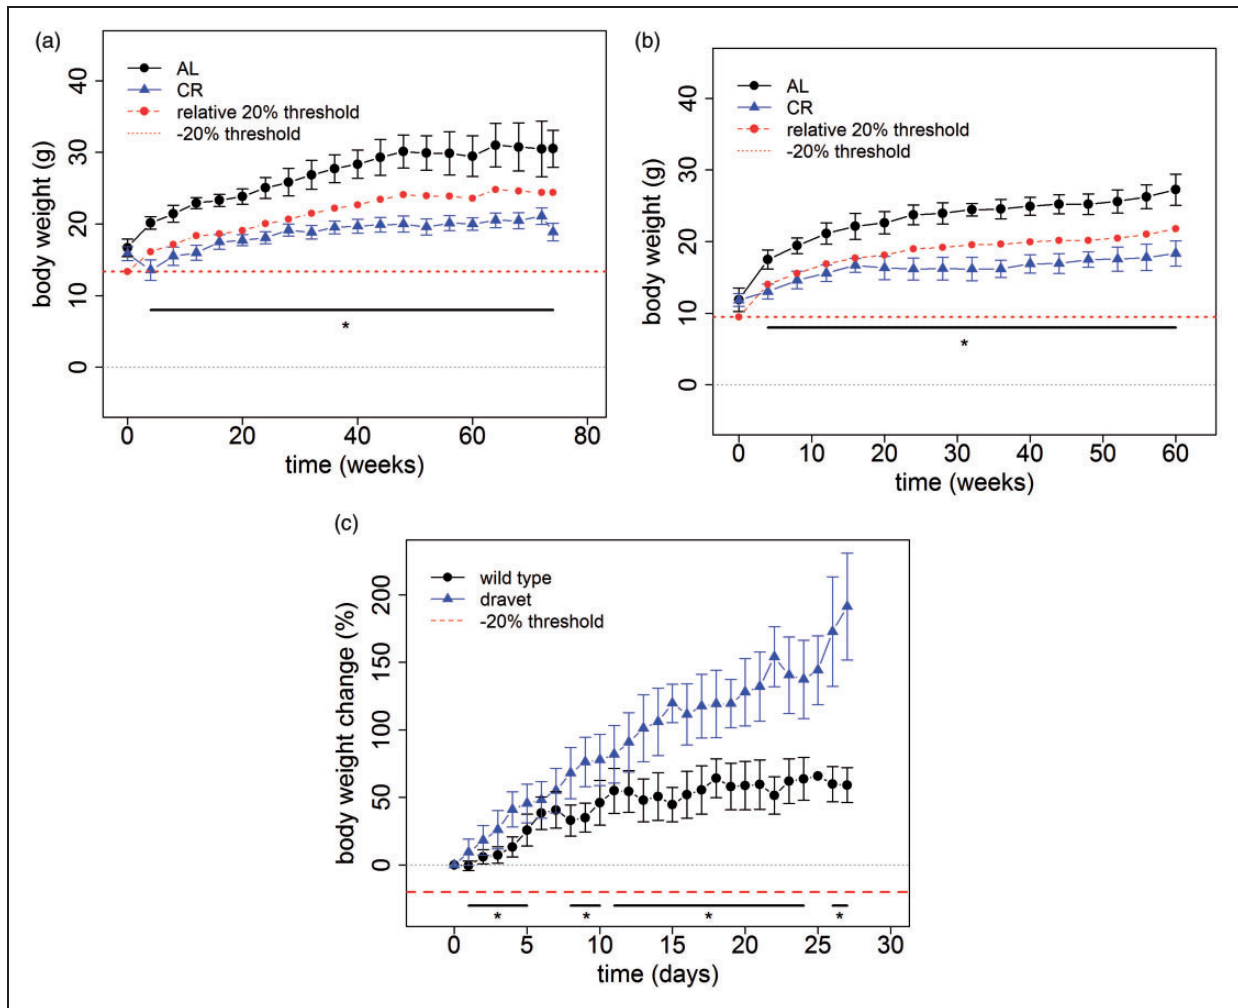 (a)
AL
CR
relative 20% threshold
-20% threshold
body weight (g)
0 10 20 30 40
*
0 20 40 60 80
time (weeks)
(b)
AL
CR
relative 20% threshold
-20% threshold
body weight (g)
0 10 20 30 40
*
0 10 20 30 40 50 60
time (weeks)
(c)
wild type
dravet
-20% threshold
body weight change (%)
0 50 100 150 200
* * * *
0 5 10 15 20 25 30
time (days)